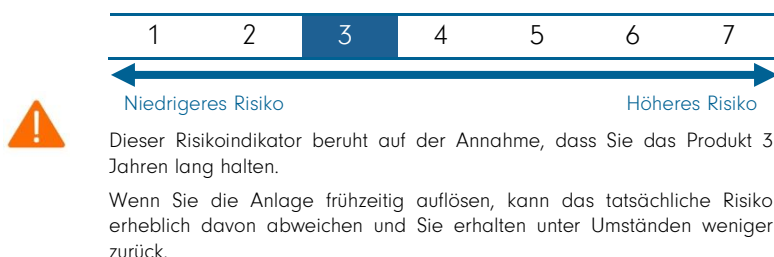 1 2 3 4 5 6 7
Niedrigeres Risiko Höheres Risiko
Dieser Risikoindikator beruht auf der Annahme, dass Sie das Produkt 3
Jahren lang halten.
Wenn Sie die Anlage frühzeitig auflösen, kann das tatsächliche Risiko
erheblich davon abweichen und Sie erhalten unter Umständen weniger
zurück.